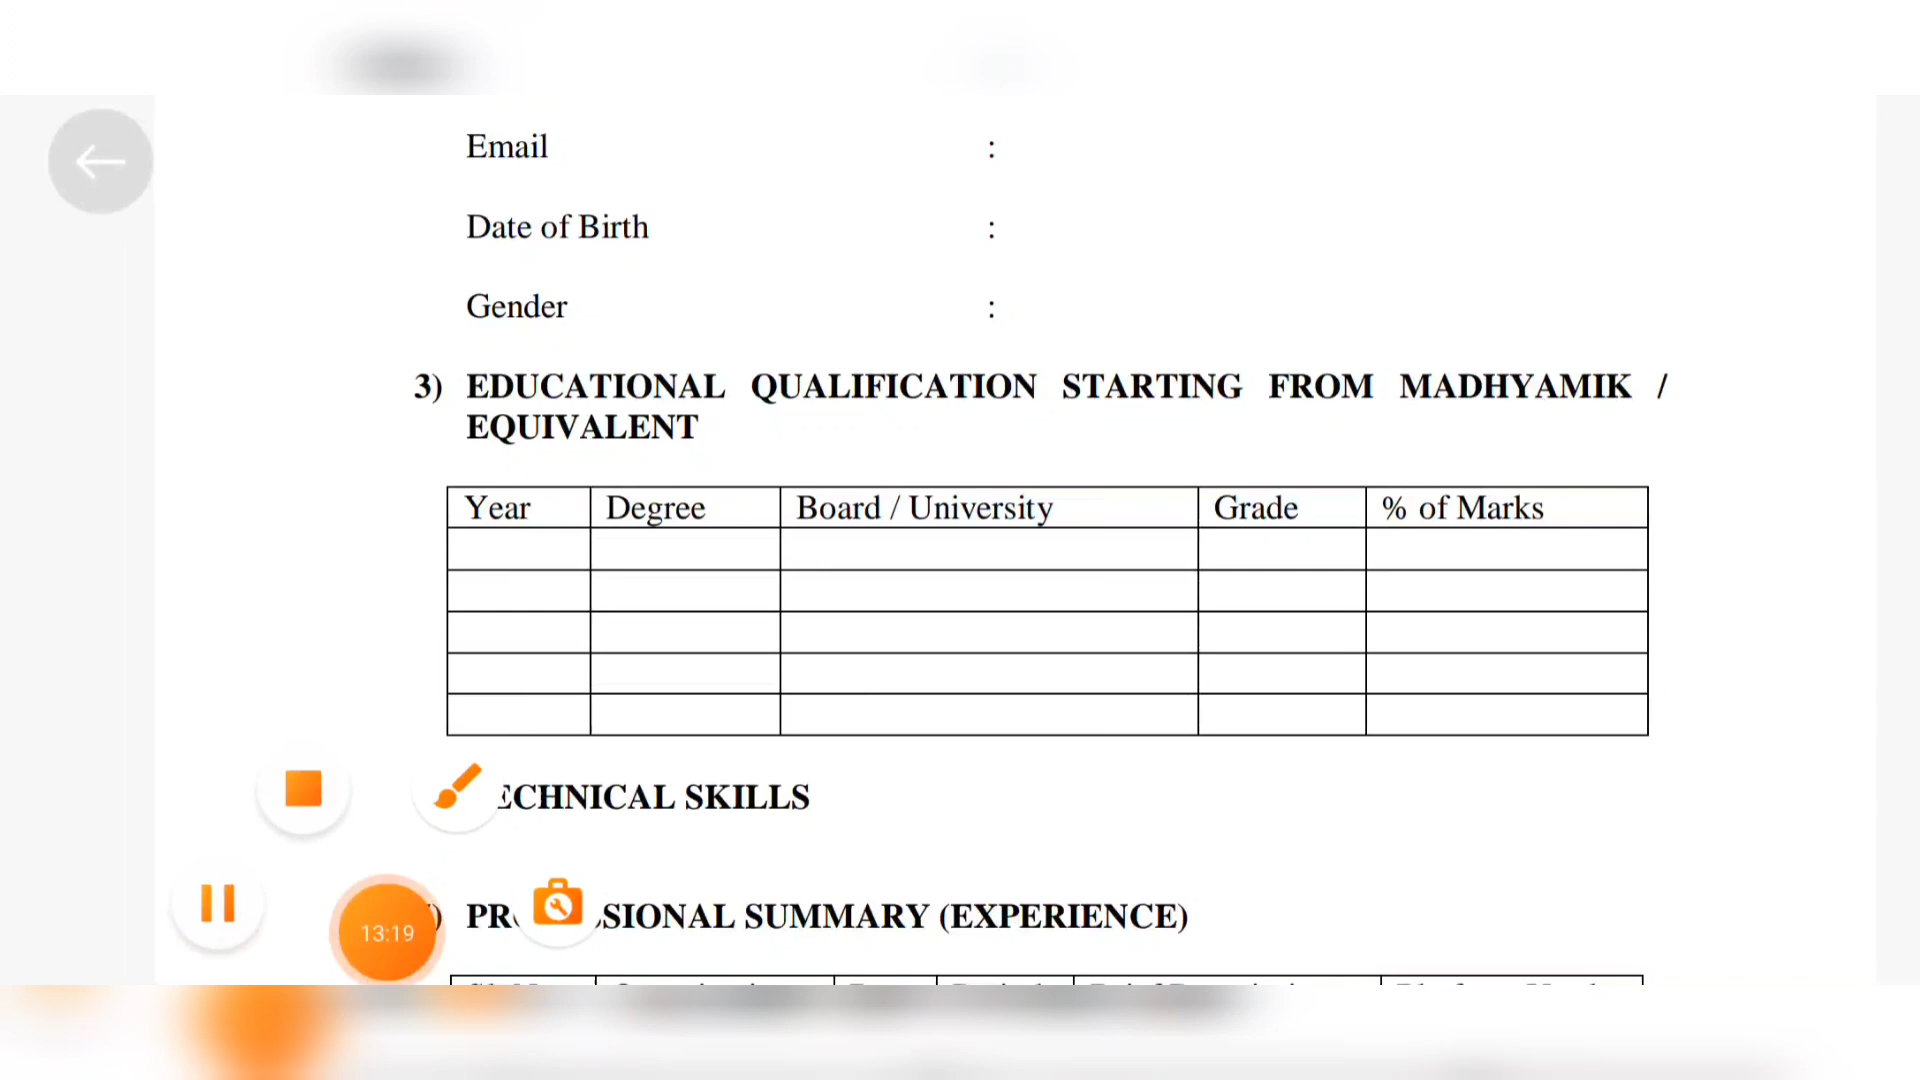 Email :
Date of Birth :
Gender :
3) EDUCATIONAL QUALIFICATION STARTING FROM MADHYAMIK /
EQUIVALENT
Year Degree Board / University Grade % of Marks
ECHNICAL SKILLS
) PR SIONAL SUMMARY (EXPERIENCE)
13:19